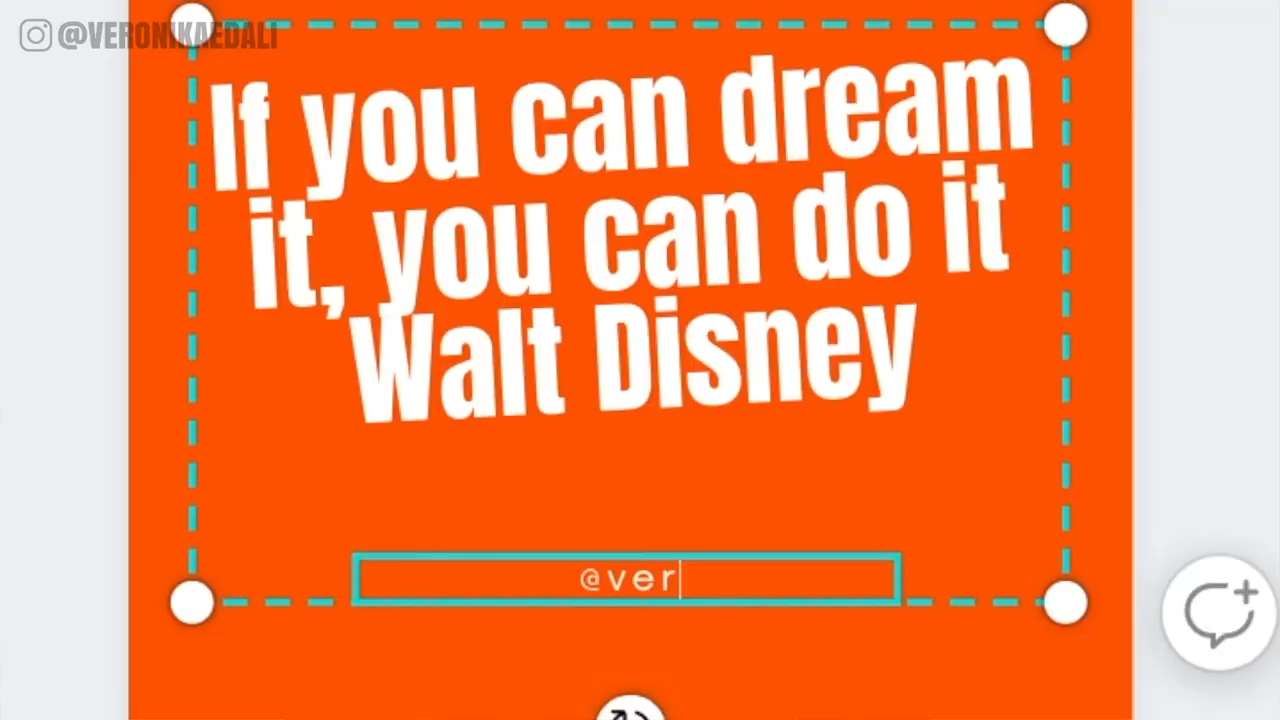 @VERONIKAEDALI
If you can dream
it, you can do it
Walt Disney
@ver